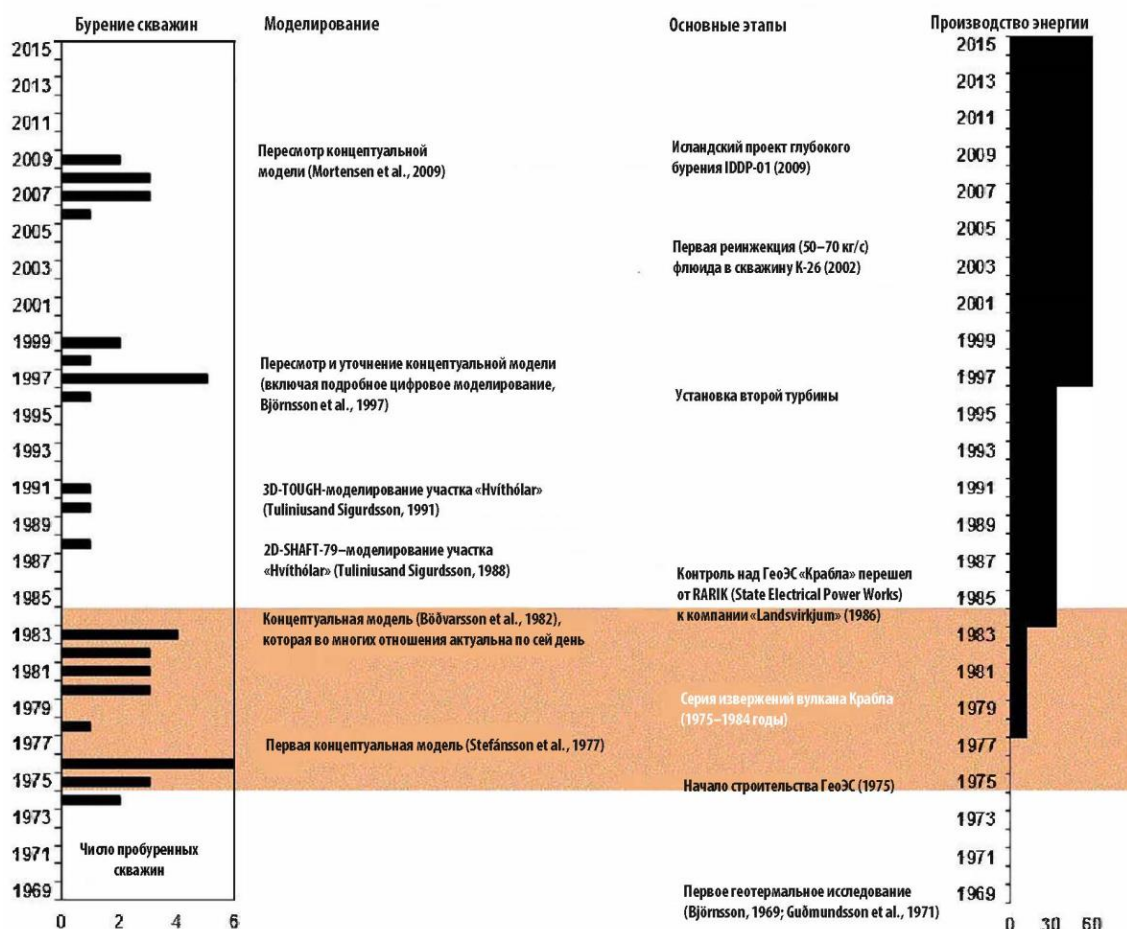 Бурение скважин
Моделирование
Основные этапы
Производство энергии
2015
2013
2011
2009
2007
2005
2003
2001
1999
1997
1995
1993
1991
1989
1987
1985
1983
1981
1979
1977
1975
1973
1971
1969
Число пробуренных
скважин
0 2 4 6
Пересмотр концептуальной
модели (Mortensen et al., 2009)
Пересмотр и уточнение концептуальной модели
(включая подробное цифровое моделирование,
Björnsson et al., 1997)
3D-TOUGH-моделирование участка «Hvíthólar»
(Tuliniusand Sigurdsson, 1991)
2D-SHAFT-79–моделирование участка
«Hvíthólar» (Tuliniusand Sigurdsson, 1988)
Концептуальная модель (Böðvarsson et al., 1982),
которая во многих отношения актуальна по сей день
Первая концептуальная модель (Stefánsson et al., 1977)
Исландский проект глубокого
бурения IDDP-01 (2009)
Первая реинжекция (50–70 кг/с)
флюида в скважину К-26 (2002)
Установка второй турбины
Контроль над ГеоЭС «Крабла» перешел
от RARIK (State Electrical Power Works)
к компании «Landsvirkjum» (1986)
Серия извержений вулкана Крабла
(1975–1984 годы)
Начало строительства ГеоЭС (1975)
Первое геотермальное исследование
(Björnsson, 1969; Guðmundsson et al., 1971)
2015
2013
2011
2009
2007
2005
2003
2001
1999
1997
1995
1993
1991
1989
1987
1985
1983
1981
1979
1977
1975
1973
1971
1969
0 30 60